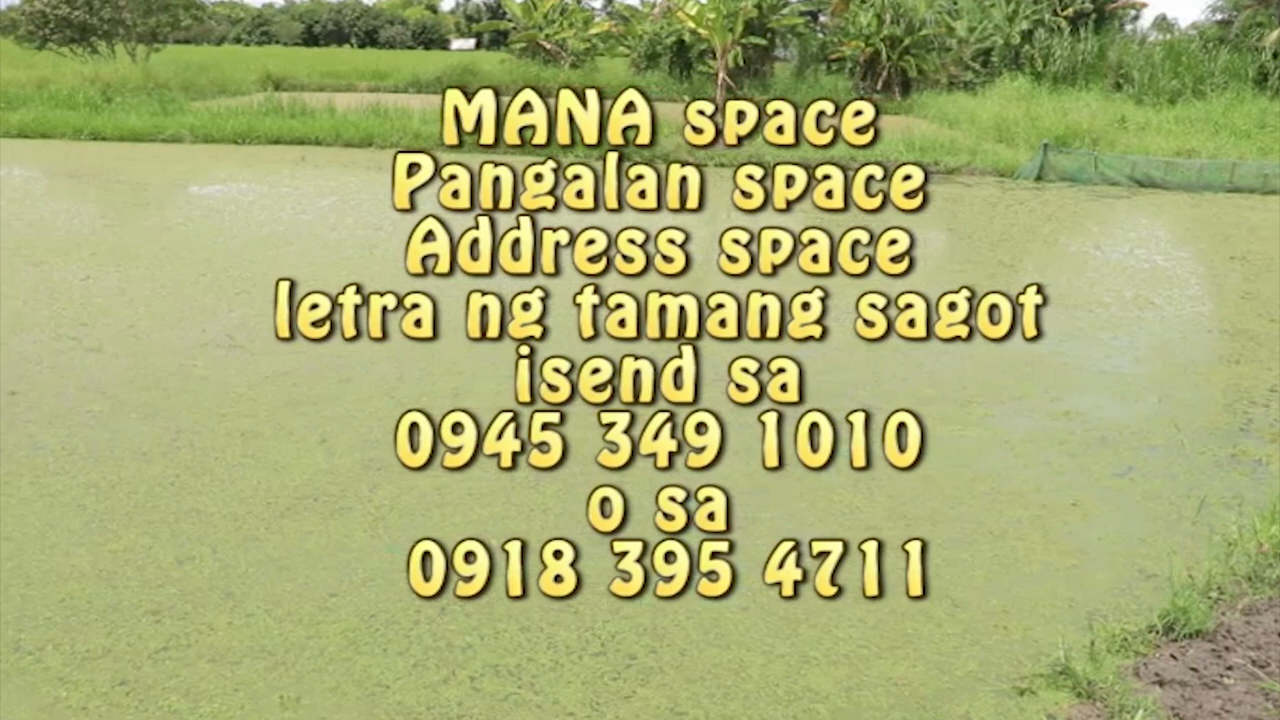 MANA space
Pangalan space
Address space
letra ng tamang sagot
isend sa
0945 349 1010
o sa
0918 395 4711